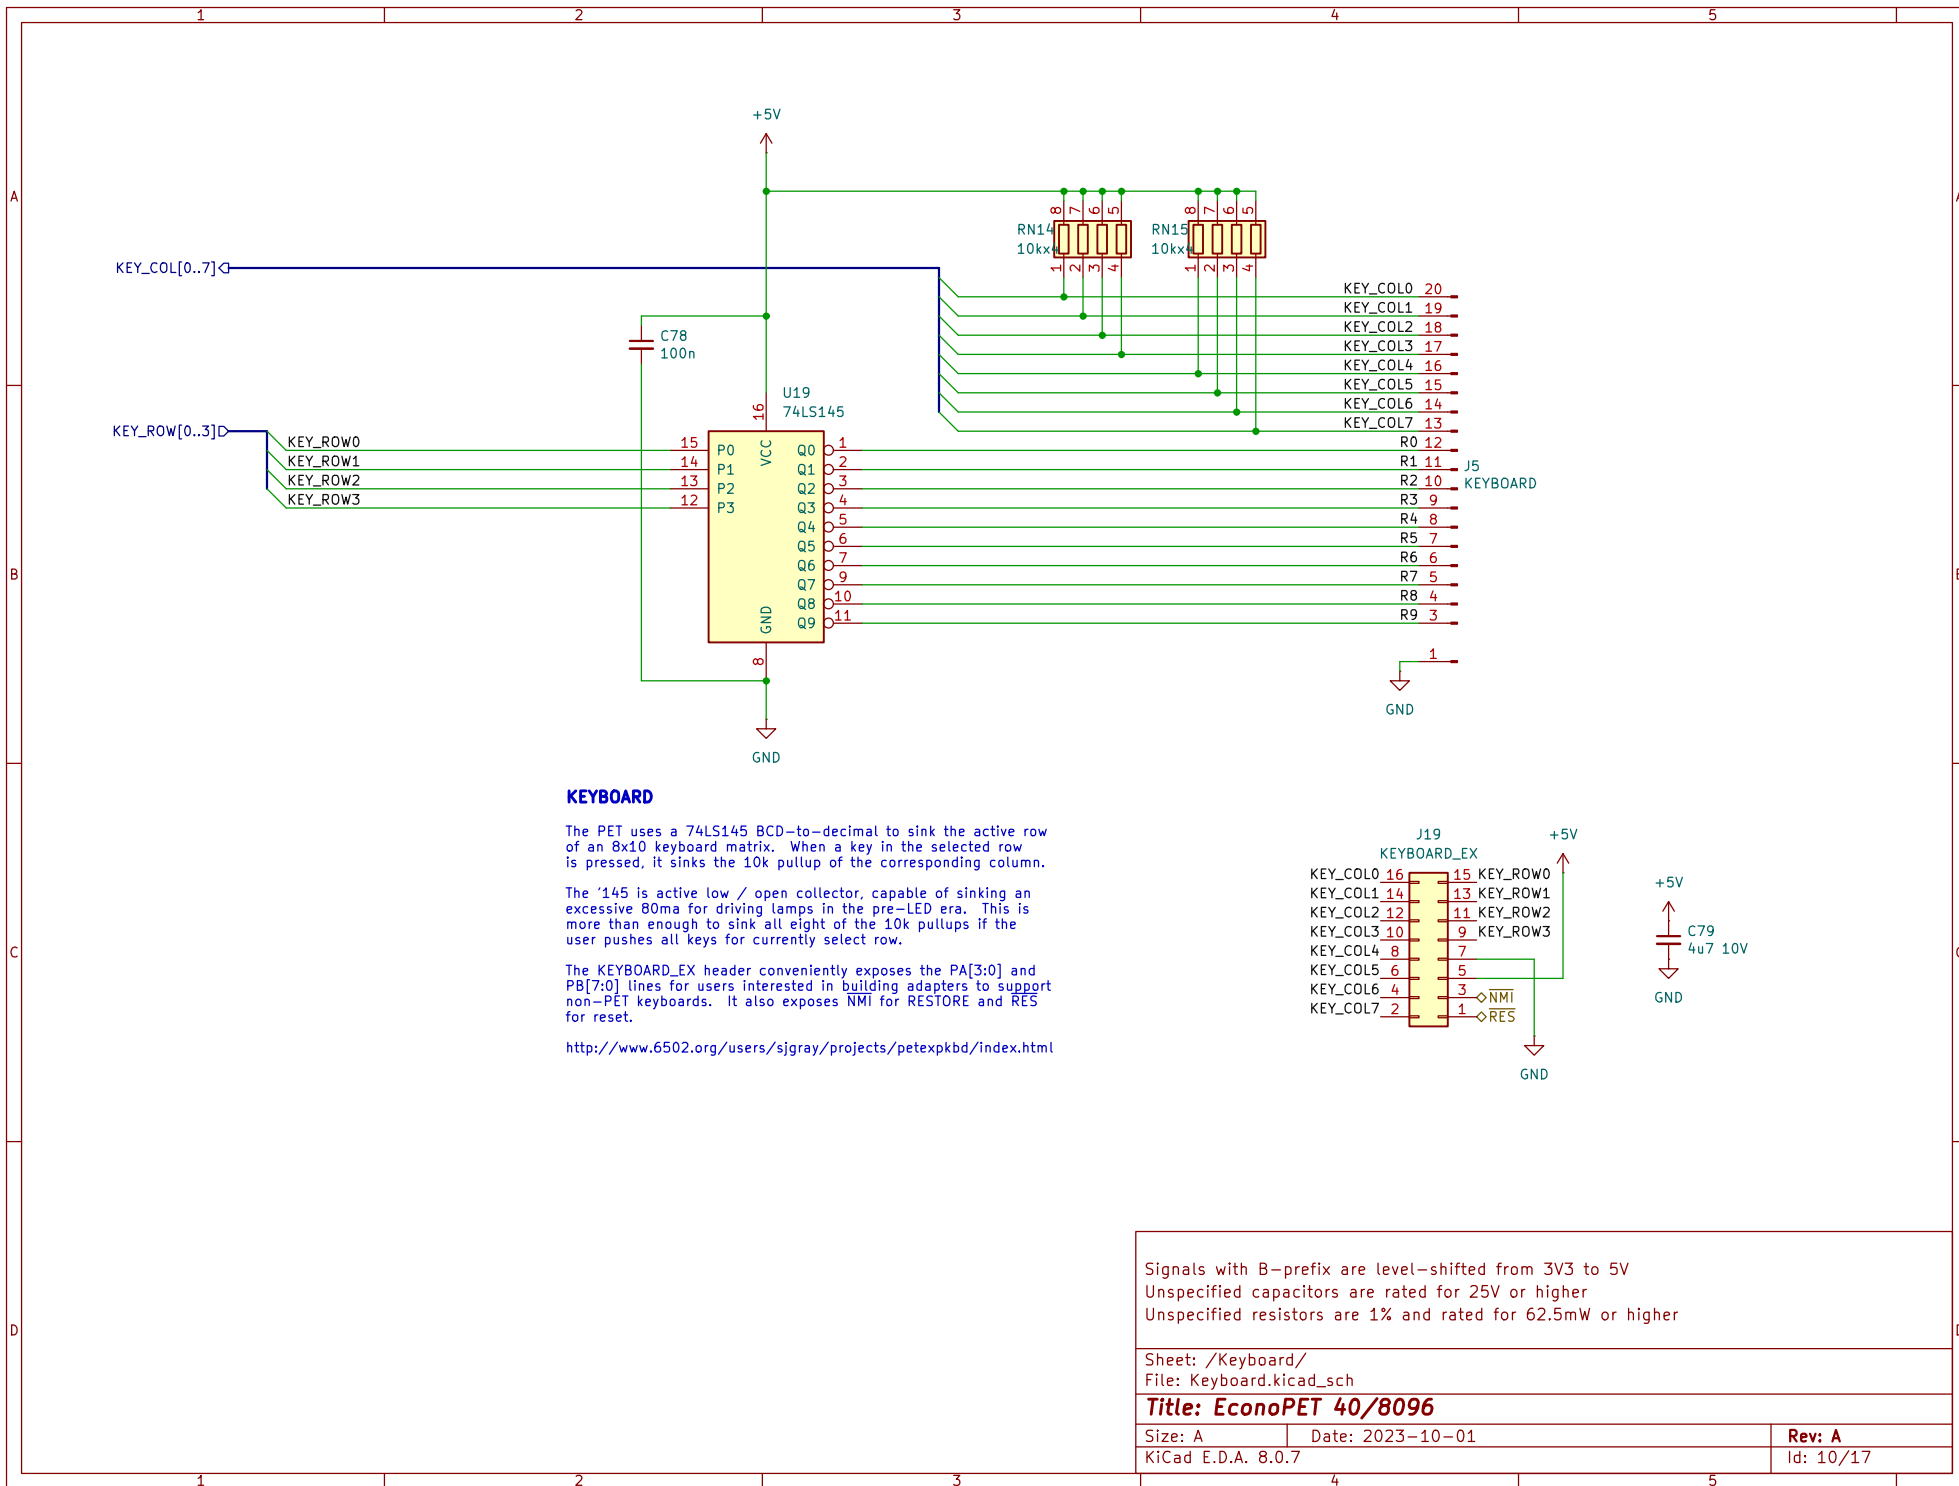 1 2 3 4 5
+5V
A
8 7 6 5 8 7 6 5
RN14 RN15
10kx4 10kx4
KEY_COL[0..7]
1 2 3 4 1 2 3 4
KEY_COL0 20
KEY_COL1 19
KEY_COL2 18
KEY_COL3 17
KEY_COL4 16
KEY_COL5 15
KEY_COL6 14
KEY_COL7 13
C78
100n
U19
74LS145
16
VCC
KEY_ROW[0..3]
KEY_ROW0 15 P0 Q0 1 R0 12
KEY_ROW1 14 P1 Q1 2 R1 11
KEY_ROW2 13 P2 Q2 3 R2 10
KEY_ROW3 12 P3 Q3 4 R3 9
Q4 5 R4 8
Q5 6 R5 7
Q6 7 R6 6
Q7 9 R7 5
Q8 10 R8 4
Q9 11 R9 3
J5
KEYBOARD
B
GND
8
1
GND
GND
KEYBOARD
The PET uses a 74LS145 BCD-to-decimal to sink the active row
of an 8x10 keyboard matrix.  When a key in the selected row
is pressed, it sinks the 10k pullup of the corresponding column.
The '145 is active low / open collector, capable of sinking an
excessive 80ma for driving lamps in the pre-LED era.  This is
more than enough to sink all eight of the 10k pullups if the
user pushes all keys for currently select row.
The KEYBOARD_EX header conveniently exposes the PA[3:0] and
PB[7:0] lines for users interested in building adapters to support
non-PET keyboards.  It also exposes NMI for RESTORE and RES
for reset.
http://www.6502.org/users/sjgray/projects/petexpkbd/index.html
J19
KEYBOARD_EX
+5V
KEY_COL0 16 15 KEY_ROW0
KEY_COL1 14 13 KEY_ROW1
KEY_COL2 12 11 KEY_ROW2
KEY_COL3 10 9 KEY_ROW3
KEY_COL4 8 7
KEY_COL5 6 5
KEY_COL6 4 3 NMI
KEY_COL7 2 1 RES
GND
+5V
C79
4u7 10V
GND
C
D
Signals with B-prefix are level-shifted from 3V3 to 5V
Unspecified capacitors are rated for 25V or higher
Unspecified resistors are 1% and rated for 62.5mW or higher
Sheet: /Keyboard/
File: Keyboard.kicad_sch
Title: EconoPET 40/8096
Size: A Date: 2023-10-01 Rev: A
KiCad E.D.A. 8.0.7 Id: 10/17
1 2 3 4 5